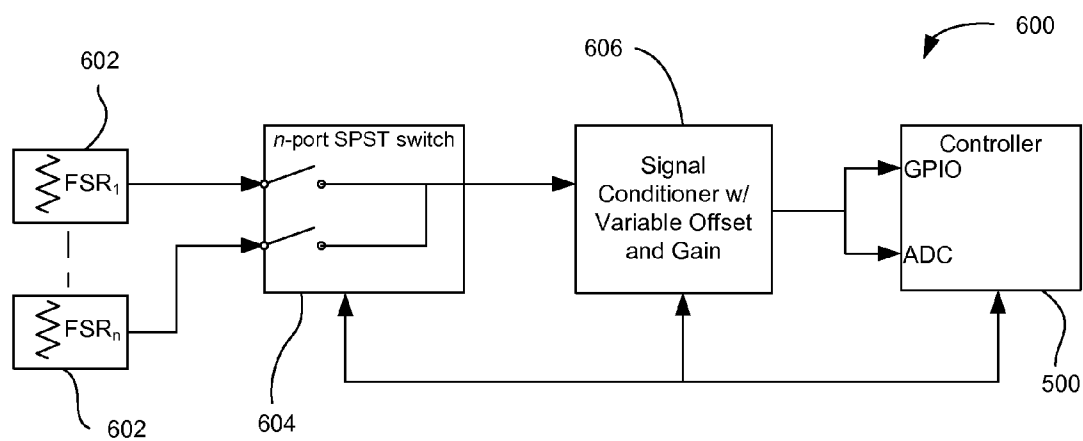 600
602
606
n-port SPST switch
Controller
FSR1
Signal
Conditioner w/
Variable Offset
and Gain
GPIO
ADC
FSRn
602
604
500